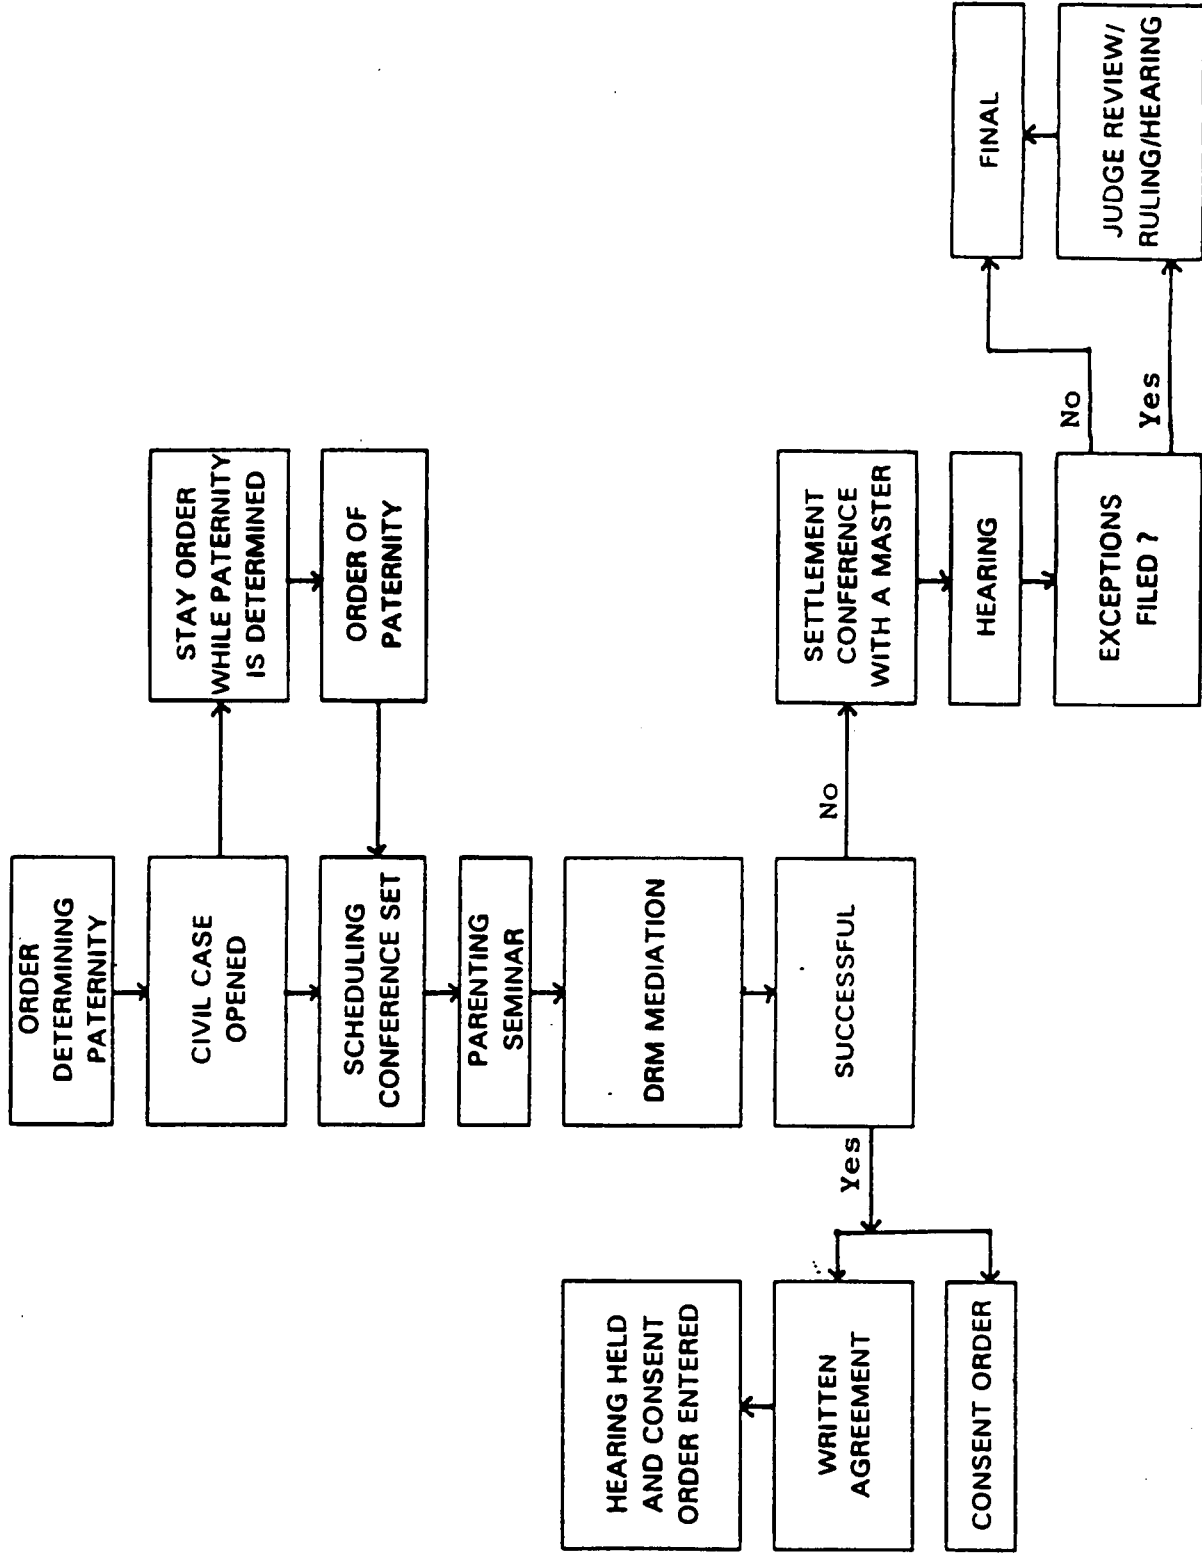 ORDER
DETERMINING
PATERNITY
CIVIL CASE
OPENED
STAY ORDER
WHILE PATERNITY
IS DETERMINED
SCHEDULING
CONFERENCE SET
ORDER OF
PATERNITY
PARENTING
SEMINAR
DRM MEDIATION
SUCCESSFUL
Yes
No
HEARING HELD
AND CONSENT
ORDER ENTERED
WRITTEN
AGREEMENT
CONSENT ORDER
SETTLEMENT
CONFERENCE
WITH A MASTER
HEARING
EXCEPTIONS
FILED ?
No
Yes
FINAL
JUDGE REVIEW/
RULING/HEARING